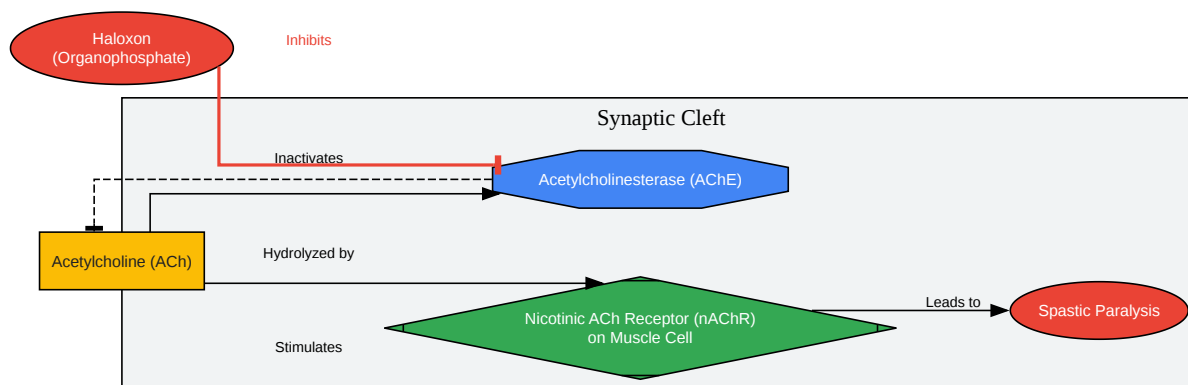 Haloxon
(Organophosphate)
Inhibits
Synaptic Cleft
Inactivates
Acetylcholinesterase (AChE)
Acetylcholine (ACh)
Hydrolyzed by
Leads to
Spastic Paralysis
Nicotinic ACh Receptor (nAChR)
on Muscle Cell
Stimulates